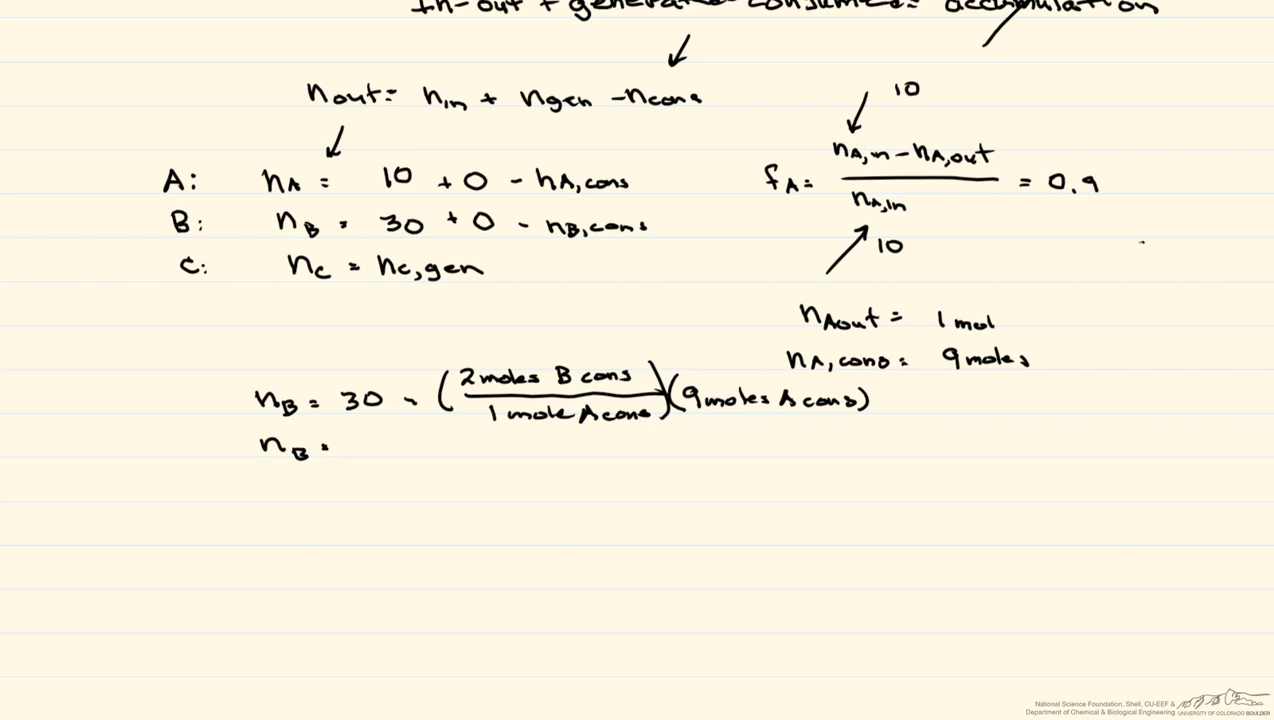 In-out + consumed= accumulation
nout= nin + ngen -ncons
10
A: nA = 10 + 0 - nA,cons
fA= nA,in-nA,out / nA,in = 0.9
B: nB = 30 + 0 - nB,cons
10
C: nC = nc,gen
nAout = 1 mol
nA,cons= 9 moles
nB = 30 - (2 moles B cons / 1 mole A cons)(9 moles A cons)
nB =
National Science Foundation, Shell, CU-EEF &
Department of Chemical & Biological Engineering UNIVERSITY OF COLORADO BOULDER